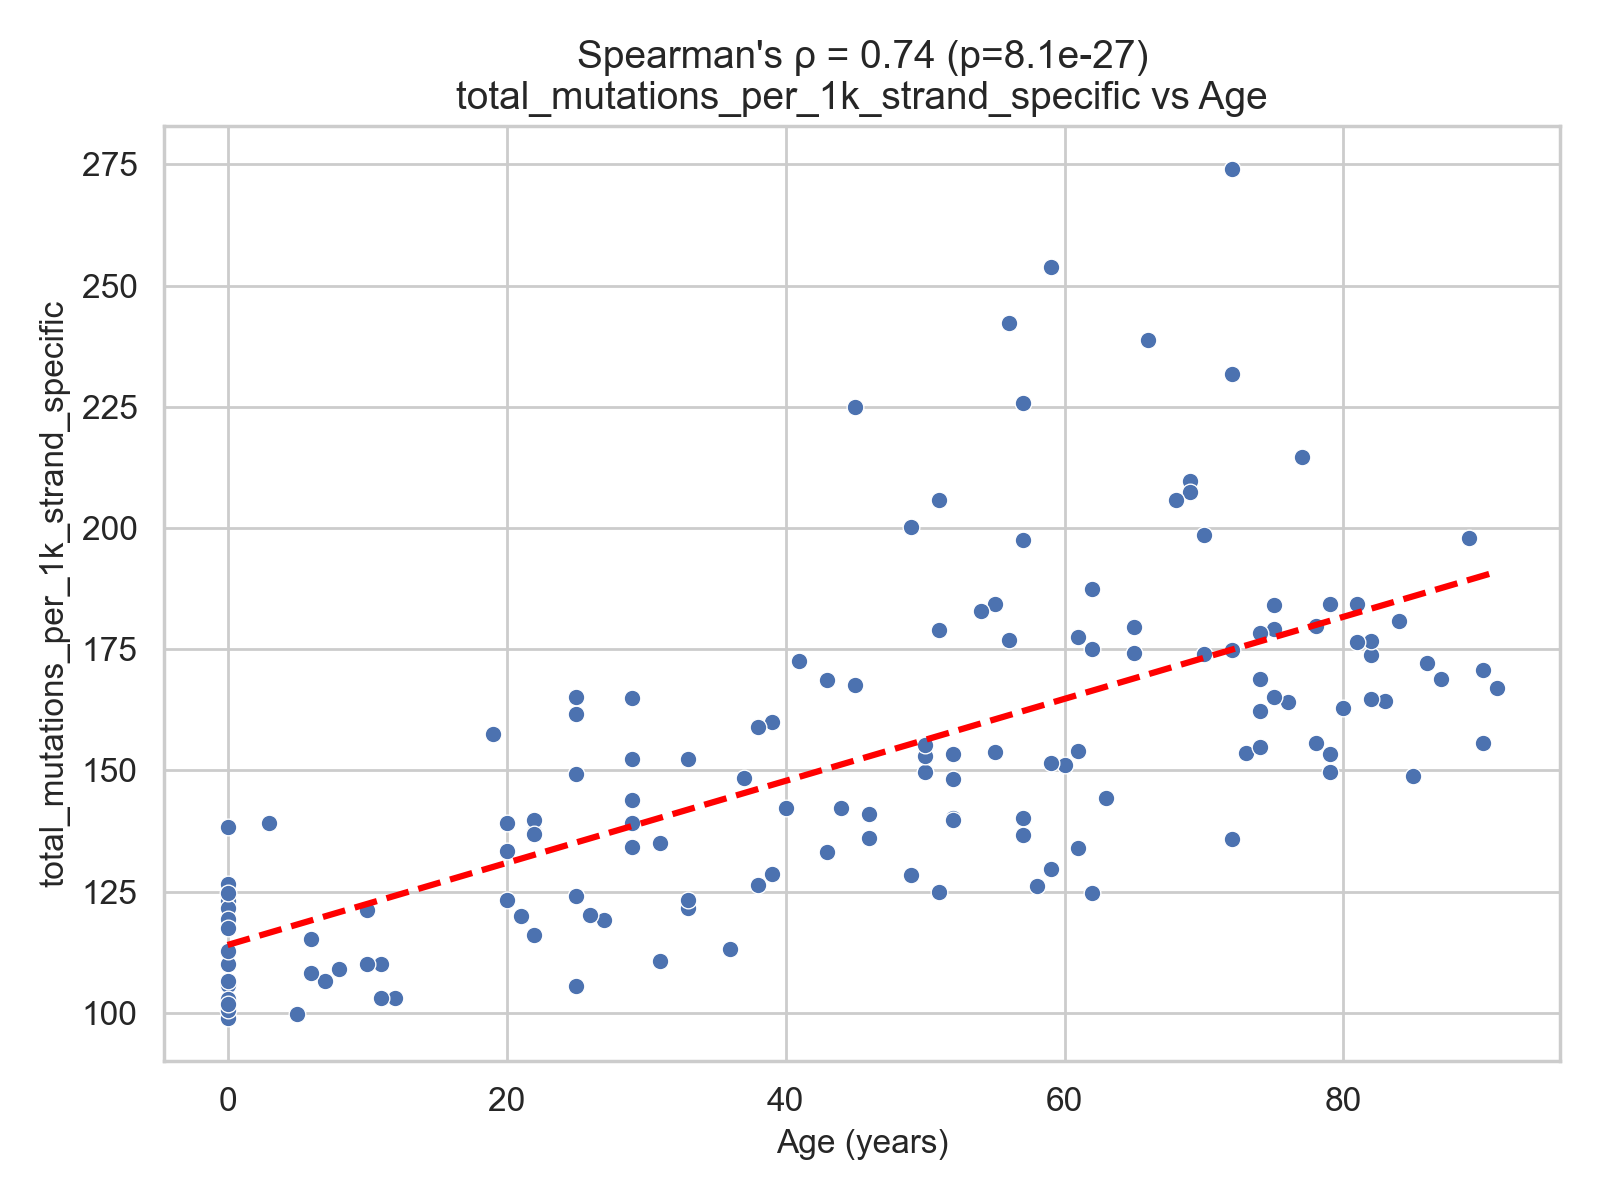 Spearman's ρ = 0.74 (p=8.1e-27)
total_mutations_per_1k_strand_specific vs Age
total_mutations_per_1k_strand_specific
275
250
225
200
175
150
125
100
0 20 40 60 80
Age (years)